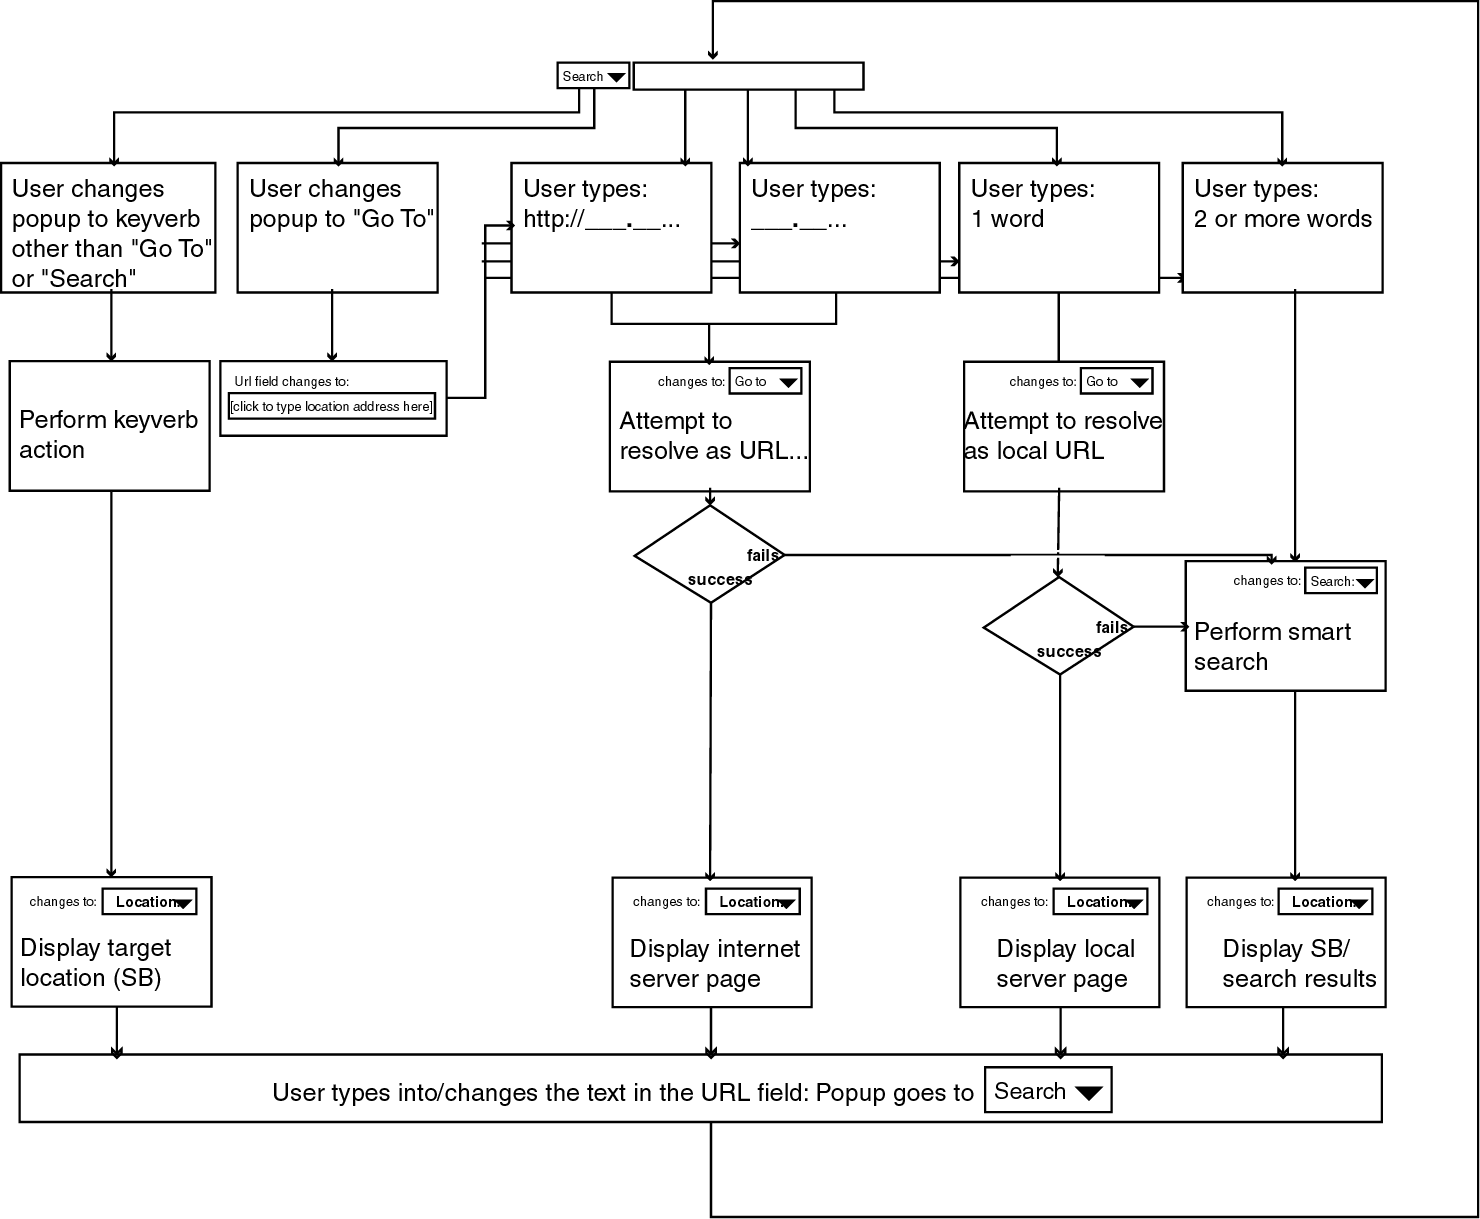 Search
User changes
popup to keyverb
other than "Go To"
or "Search"
User changes
popup to "Go To"
User types:
http://___.__...
User types:
___.__...
User types:
1 word
User types:
2 or more words
Perform keyverb
action
Url field changes to:
[click to type location address here]
changes to: Go to
Attempt to
resolve as URL...
changes to: Go to
Attempt to resolve
as local URL
fails
success
fails
success
changes to: Search:
Perform smart
search
changes to: Location
Display target
location (SB)
changes to: Location
Display internet
server page
changes to: Location
Display local
server page
changes to: Location
Display SB/
search results
User types into/changes the text in the URL field: Popup goes to Search